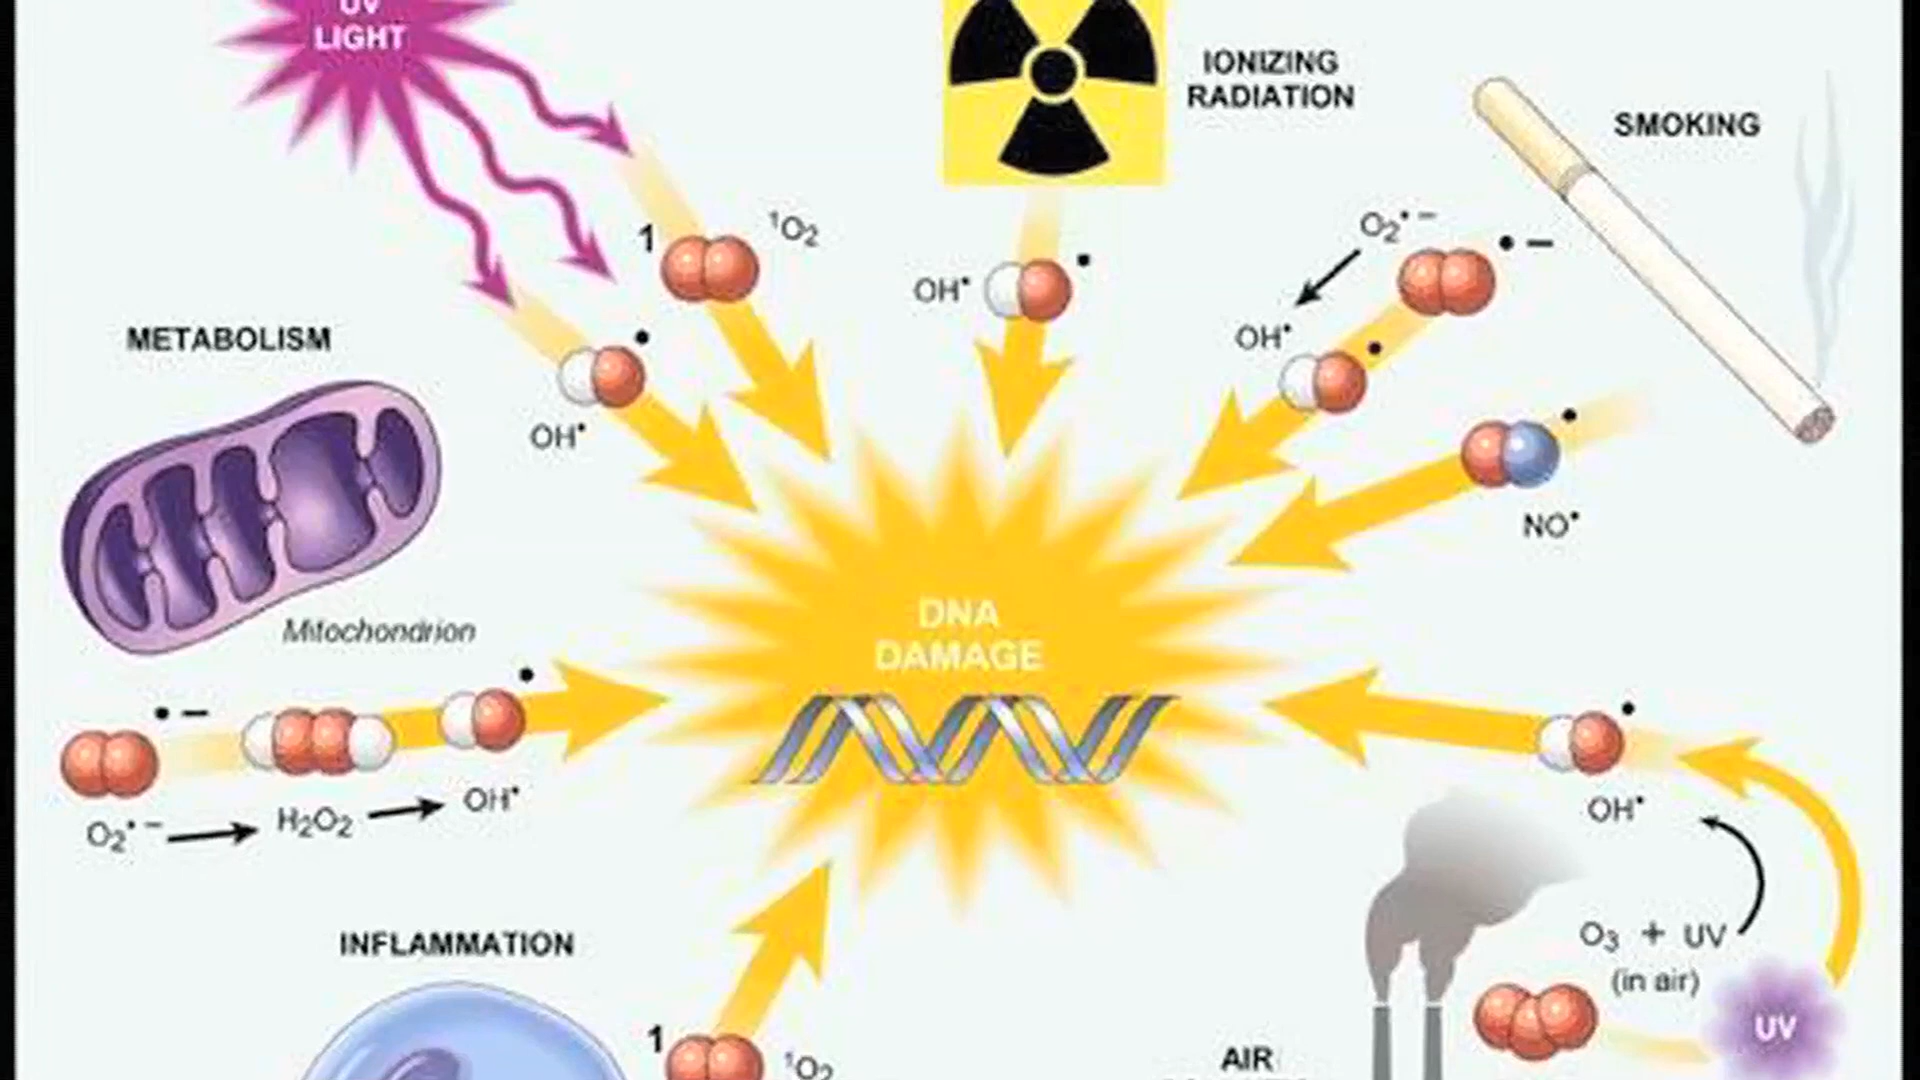 UV
LIGHT
IONIZING
RADIATION
SMOKING
1
¹O₂
O₂•−
•−
OH•
OH•
METABOLISM
OH•
NO•
DNA
DAMAGE
Mitochondrion
•−
O₂•−
H₂O₂
OH•
OH•
O₃ + UV
(in air)
INFLAMMATION
UV
1
¹O₂
AIR